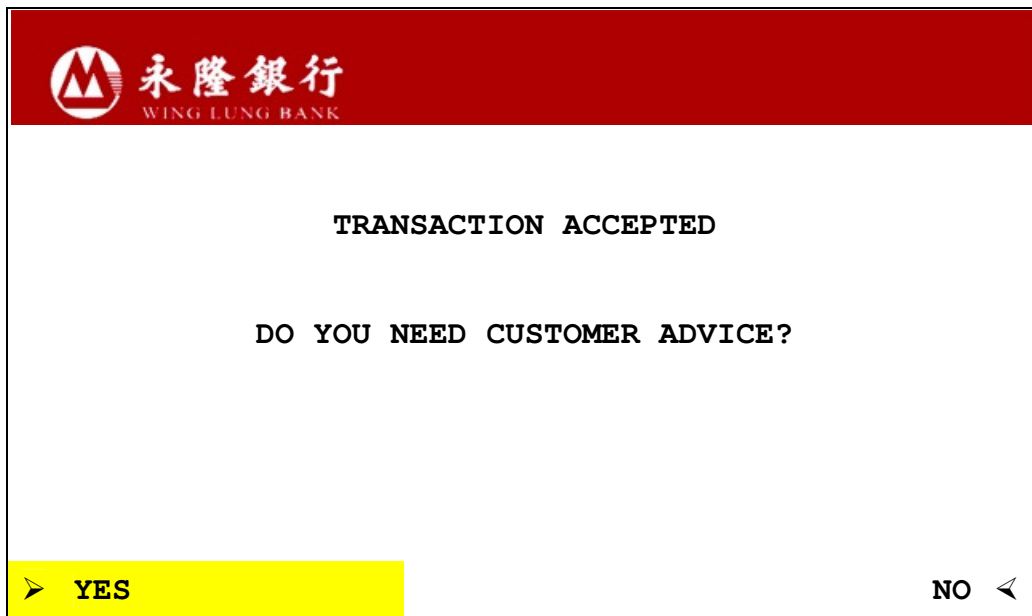 永隆銀行
WING LUNG BANK
TRANSACTION ACCEPTED
DO YOU NEED CUSTOMER ADVICE?
YES
NO